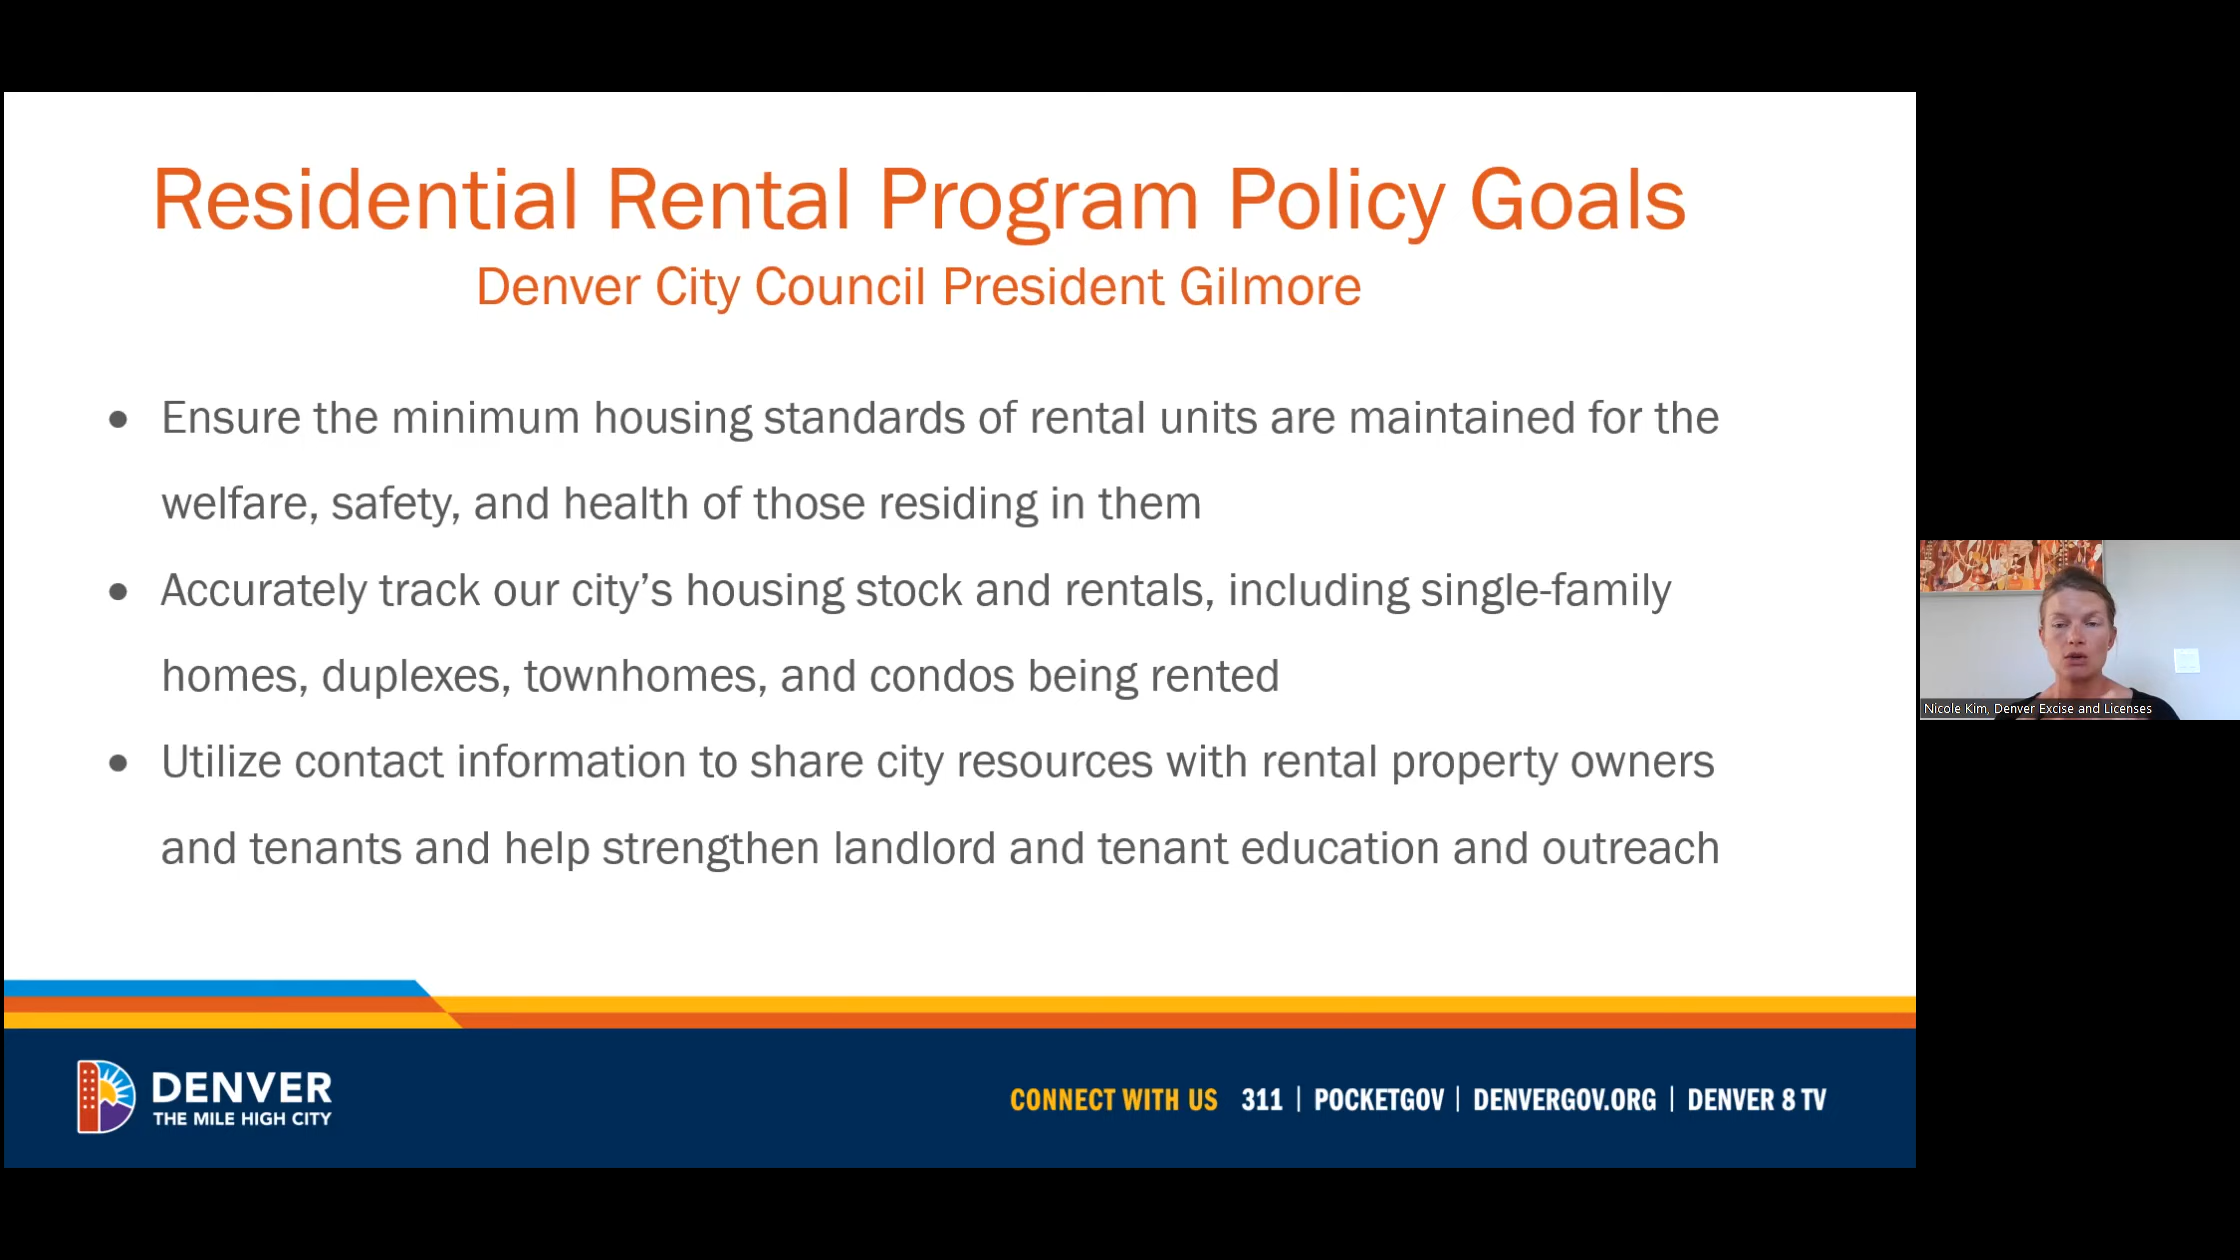 Residential Rental Program Policy Goals
Denver City Council President Gilmore
● Ensure the minimum housing standards of rental units are maintained for the
welfare, safety, and health of those residing in them
● Accurately track our city’s housing stock and rentals, including single-family
homes, duplexes, townhomes, and condos being rented
● Utilize contact information to share city resources with rental property owners
and tenants and help strengthen landlord and tenant education and outreach
Nicole Kim, Denver Excise and Licenses
DENVER
THE MILE HIGH CITY
CONNECT WITH US 311 | POCKETGOV | DENVERGOV.ORG | DENVER 8 TV